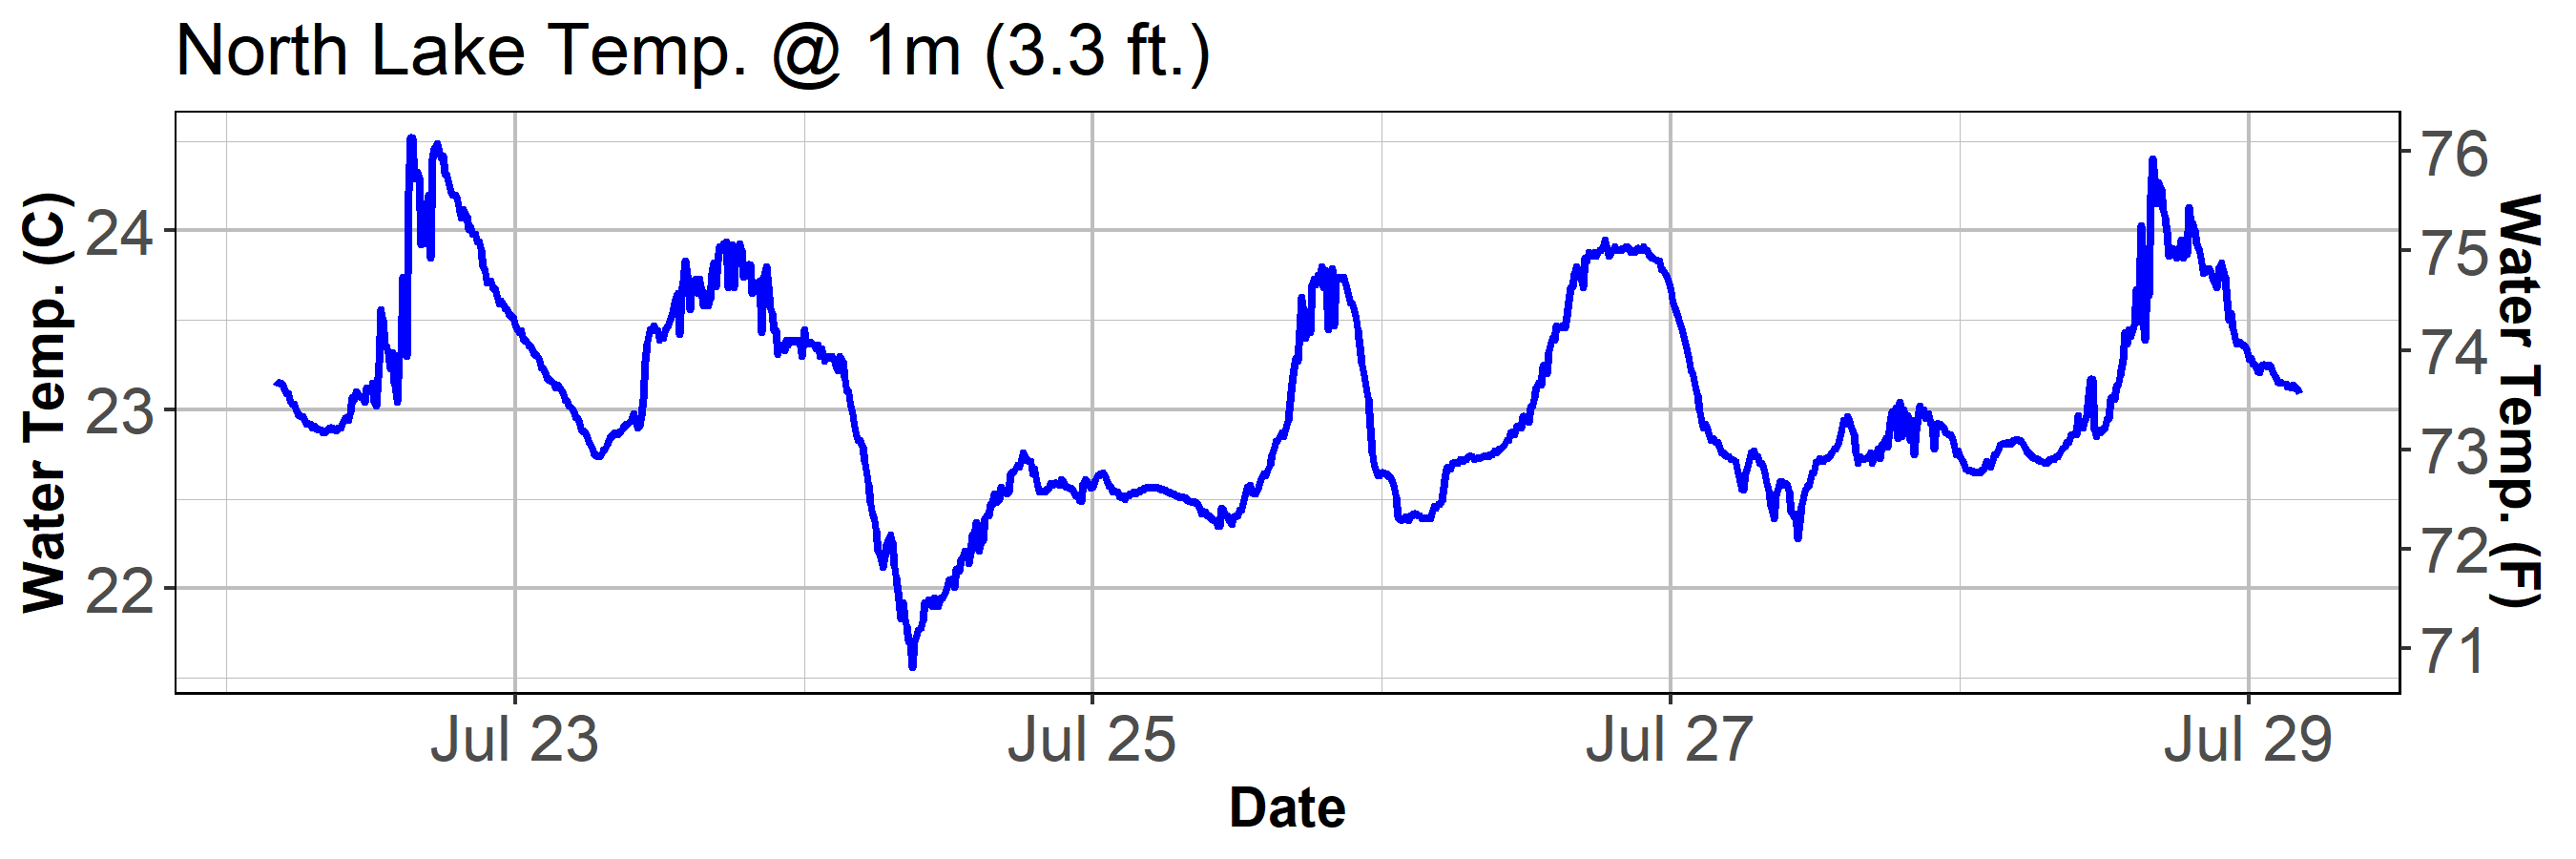 North Lake Temp. @ 1m (3.3 ft.)
Water Temp. (C)
24
23
22
76
75
74
73
72
71
Water Temp. (F)
Jul 23
Jul 25
Jul 27
Jul 29
Date